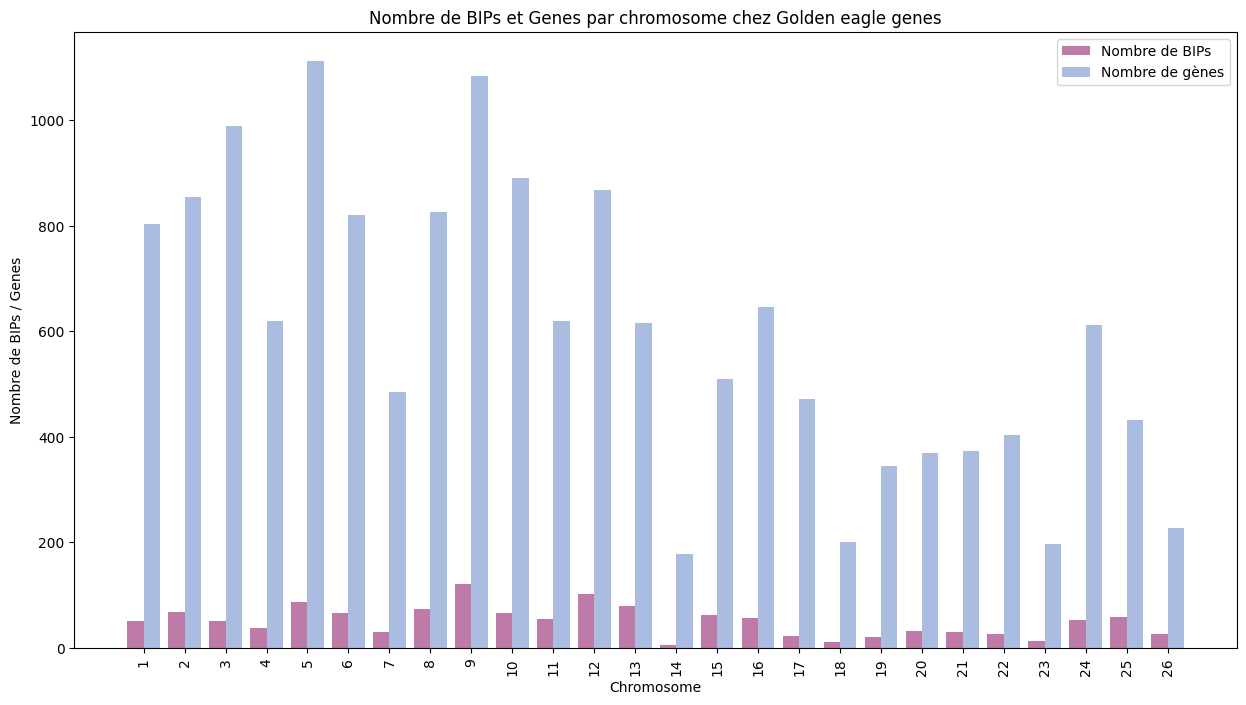 Nombre de BIPs et Genes par chromosome chez Golden eagle genes
Nombre de BIPs
Nombre de gènes
Nombre de BIPs / Genes
1000
800
600
400
200
0
1 2 3 4 5 6 7 8 9 10 11 12 13 14 15 16 17 18 19 20 21 22 23 24 25 26
Chromosome